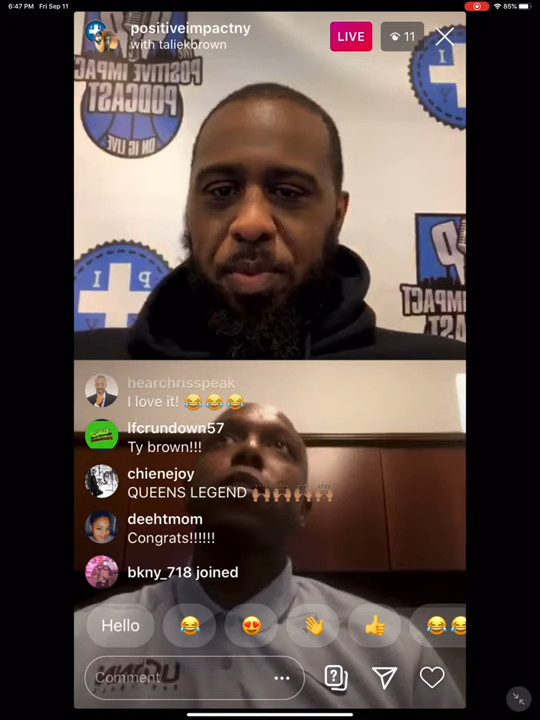 6:47 PM Fri Sep 11
85%
positiveimpactny
with taliekbrown
LIVE
11
IMPACT
POSITIVE IMPACT
PODCAST
ON IG LIVE
P I
Y
P
IMPACT
hearchrisspeak
I love it! 😂😂😂
lfcrundown57
Ty brown!!!
chienejoy
QUEENS LEGEND 🙌🏽🙌🏽🙌🏽🙌🏽
deehtmom
Congrats!!!!!!
bkny_718 joined
Hello
Comment